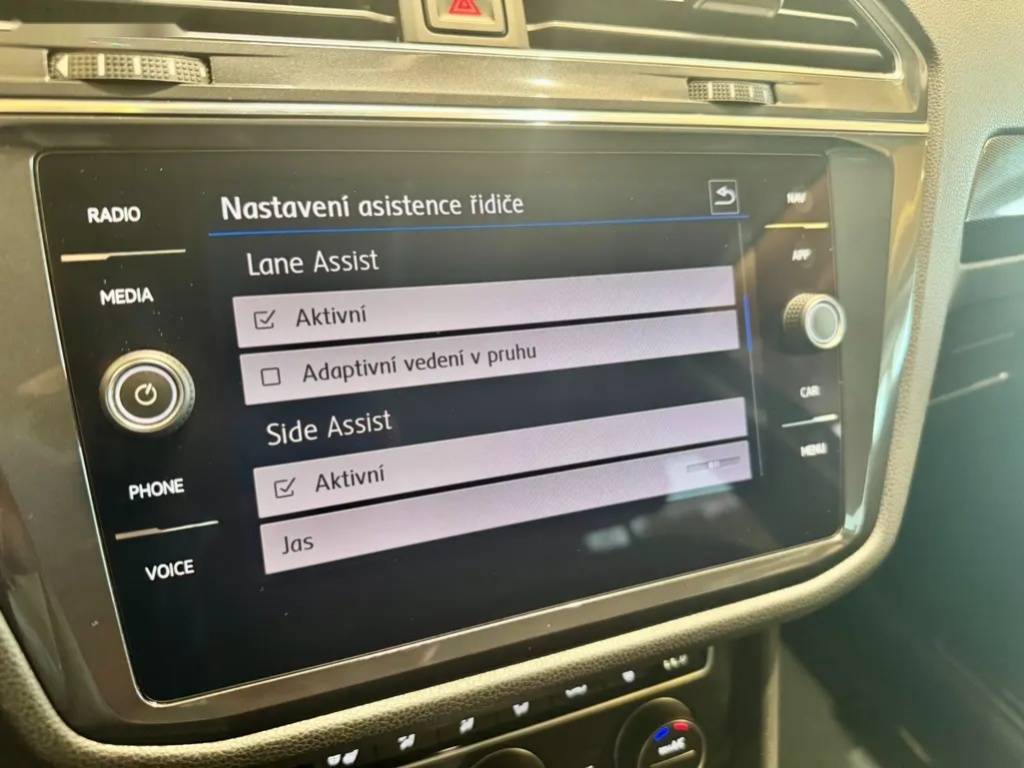 RADIO
MEDIA
PHONE
VOICE
Nastavení asistence řidiče
Lane Assist
Aktivní
Adaptivní vedení v pruhu
Side Assist
Aktivní
Jas
NAV
APP
CAR
MENU